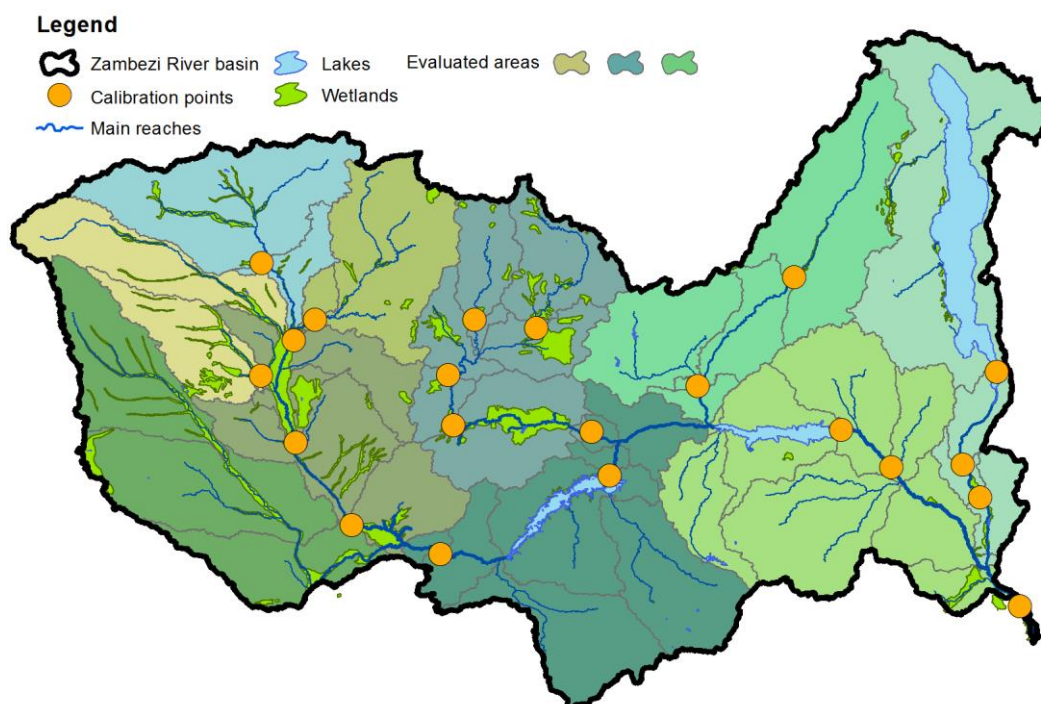 Legend
Zambezi River basin Lakes Evaluated areas
Calibration points Wetlands
Main reaches